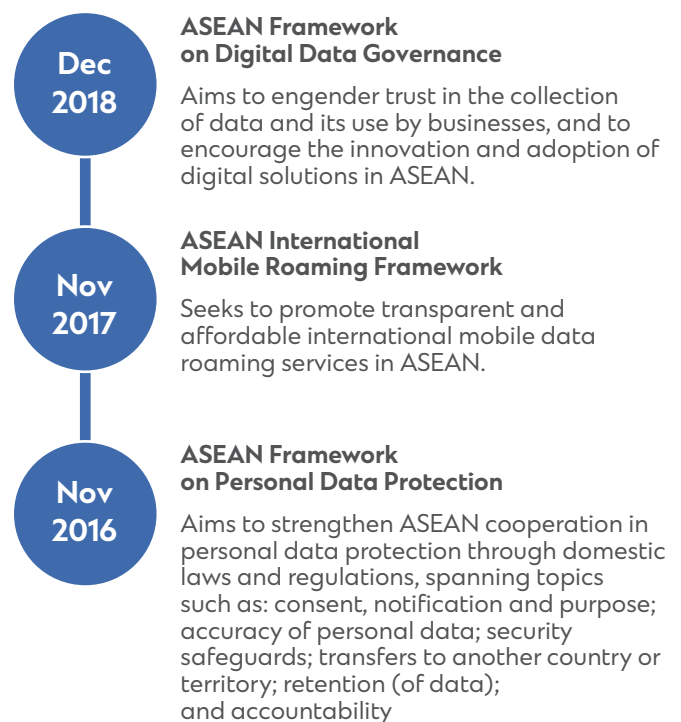 Dec
2018
ASEAN Framework
on Digital Data Governance
Aims to engender trust in the collection
of data and its use by businesses, and to
encourage the innovation and adoption of
digital solutions in ASEAN.
Nov
2017
ASEAN International
Mobile Roaming Framework
Seeks to promote transparent and
affordable international mobile data
roaming services in ASEAN.
Nov
2016
ASEAN Framework
on Personal Data Protection
Aims to strengthen ASEAN cooperation in
personal data protection through domestic
laws and regulations, spanning topics
such as: consent, notification and purpose;
accuracy of personal data; security
safeguards; transfers to another country or
territory; retention (of data);
and accountability